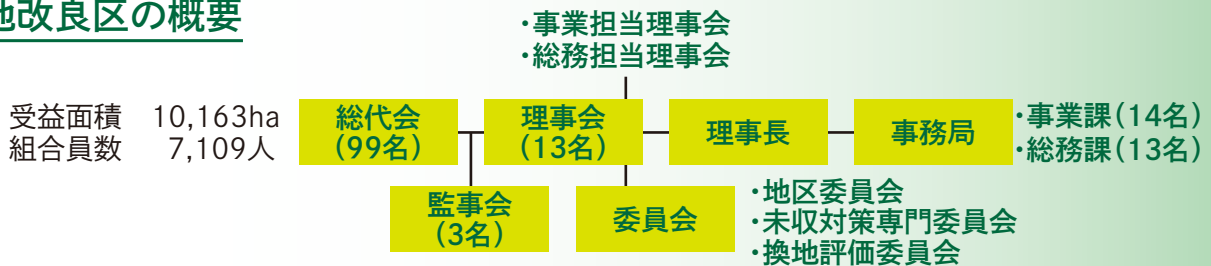 地改良区の概要
・事業担当理事会
・総務担当理事会
受益面積 10,163ha
組合員数 7,109人
総代会
(99名)
理事会
(13名)
理事長
事務局
・事業課(14名)
・総務課(13名)
監事会
(3名)
委員会
・地区委員会
・未収対策専門委員会
・換地評価委員会